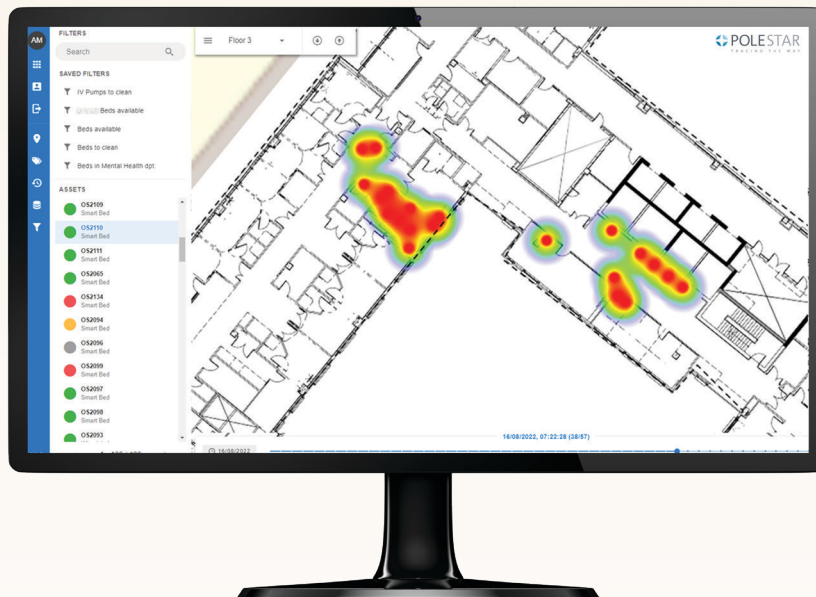 AM
FILTERS
Search
SAVED FILTERS
IV Pumps to clean
Beds available
Beds available
Beds to clean
Beds in Mental Health dpt
ASSETS
OS2109
Smart Bed
OS2110
Smart Bed
OS2111
Smart Bed
OS2065
Smart Bed
OS2134
Smart Bed
OS2094
Smart Bed
OS2096
Smart Bed
OS2099
Smart Bed
OS2097
Smart Bed
OS2098
Smart Bed
OS2093
Floor 3
POLESTAR
TRACING THE WAY
16/08/2022, 07:22:28 (38/57)
16/08/2022